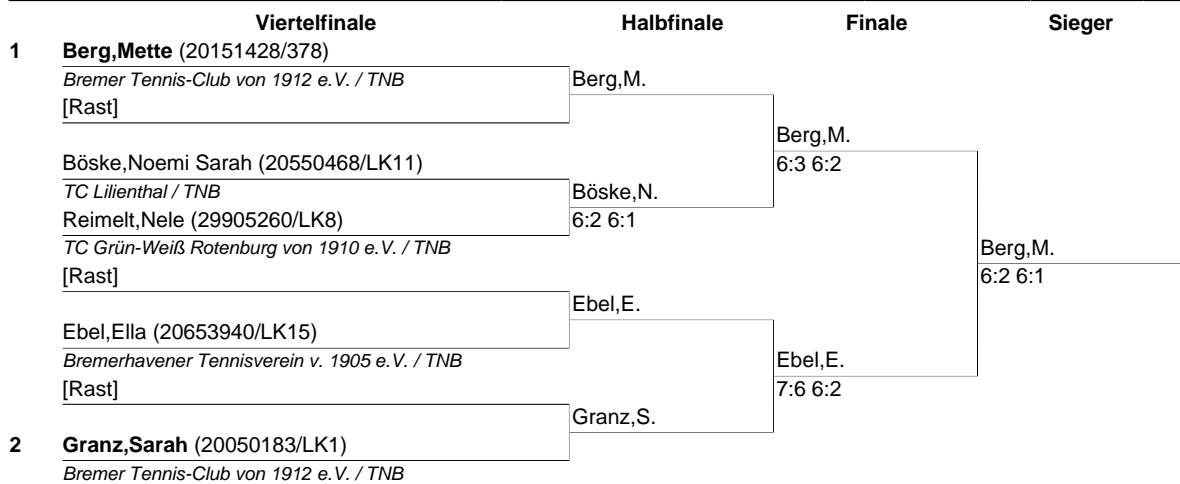 Viertelfinale Halbfinale Finale Sieger
1 Berg,Mette (20151428/378)
Bremer Tennis-Club von 1912 e.V. / TNB Berg,M.
[Rast]
Berg,M.
Böske,Noemi Sarah (20550468/LK11) 6:3 6:2
TC Lilienthal / TNB Böske,N.
Reimelt,Nele (29905260/LK8) 6:2 6:1
TC Grün-Weiß Rotenburg von 1910 e.V. / TNB Berg,M.
[Rast] 6:2 6:1
Ebel,E.
Ebel,Ella (20653940/LK15)
Bremerhavener Tennisverein v. 1905 e.V. / TNB Ebel,E.
[Rast] 7:6 6:2
Granz,S.
2 Granz,Sarah (20050183/LK1)
Bremer Tennis-Club von 1912 e.V. / TNB